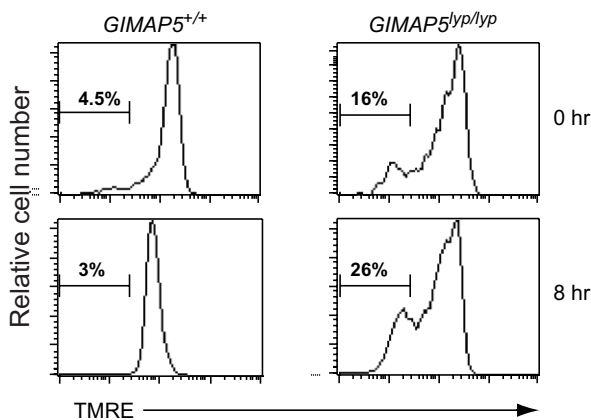 GIMAP5+/+
GIMAP5lyp/lyp
4.5%
16%
0 hr
3%
26%
8 hr
Relative cell number
TMRE